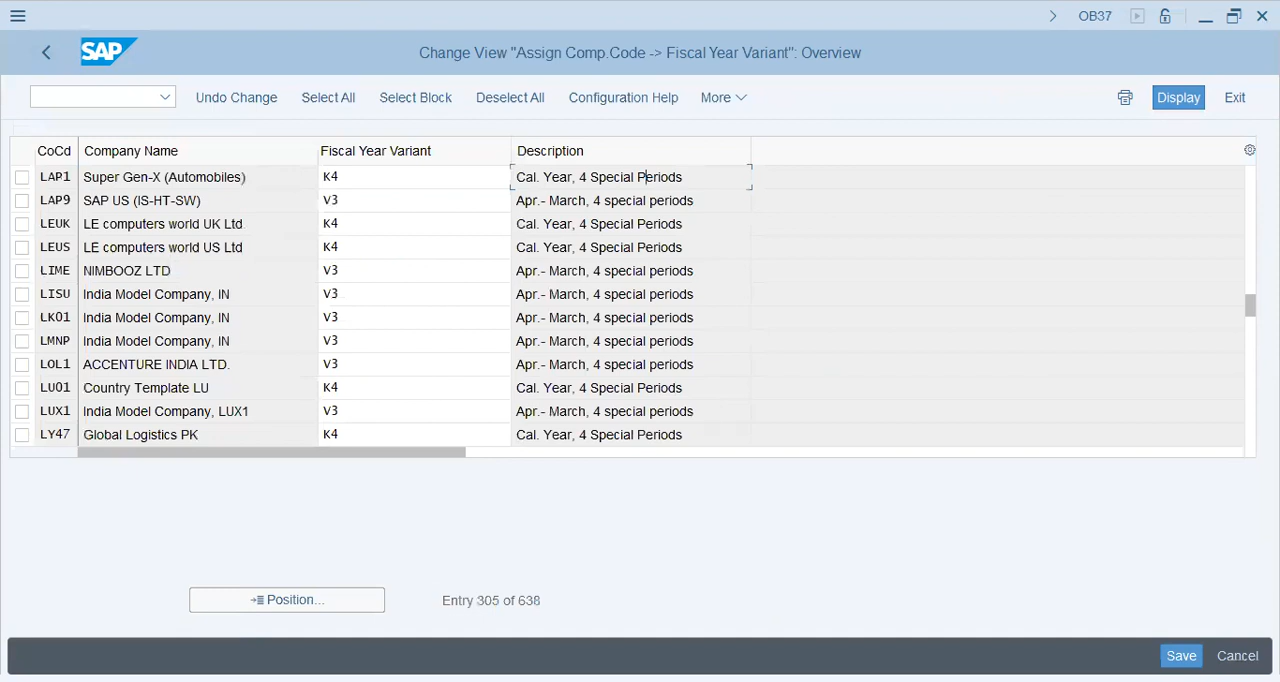 OB37
SAP
Change View "Assign Comp.Code -> Fiscal Year Variant": Overview
Undo Change Select All Select Block Deselect All Configuration Help More Display Exit
CoCd Company Name Fiscal Year Variant Description
LAP1 Super Gen-X (Automobiles) K4 Cal. Year, 4 Special Periods
LAP9 SAP US (IS-HT-SW) V3 Apr.- March, 4 special periods
LEUK LE computers world UK Ltd K4 Cal. Year, 4 Special Periods
LEUS LE computers world US Ltd K4 Cal. Year, 4 Special Periods
LIME NIMBOOZ LTD V3 Apr.- March, 4 special periods
LISU India Model Company, IN V3 Apr.- March, 4 special periods
LKO1 India Model Company, IN V3 Apr.- March, 4 special periods
LMNP India Model Company, IN V3 Apr.- March, 4 special periods
LOL1 ACCENTURE INDIA LTD. V3 Apr.- March, 4 special periods
LU01 Country Template LU K4 Cal. Year, 4 Special Periods
LUX1 India Model Company, LUX1 V3 Apr.- March, 4 special periods
LY47 Global Logistics PK K4 Cal. Year, 4 Special Periods
Position... Entry 305 of 638
Save Cancel